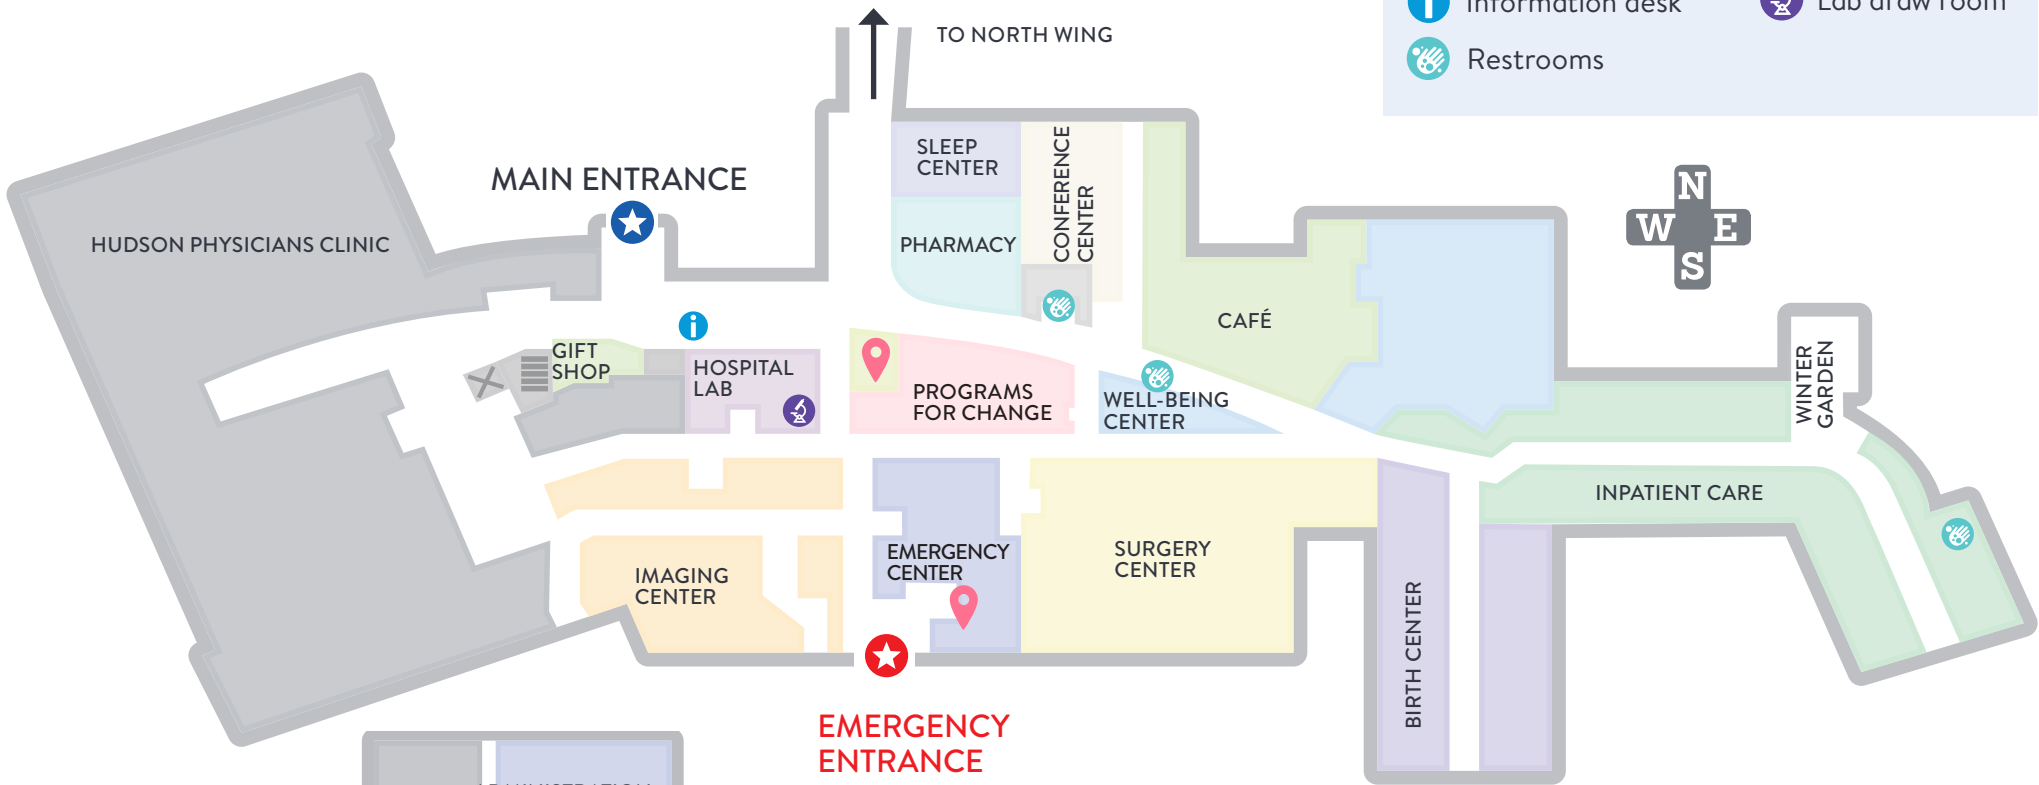 Information desk
Lab draw room
Restrooms
TO NORTH WING
SLEEP
CENTER
CONFERENCE
CENTER
MAIN ENTRANCE
PHARMACY
HUDSON PHYSICIANS CLINIC
N
W E
S
CAFÉ
GIFT
SHOP
HOSPITAL
LAB
PROGRAMS
FOR CHANGE
WELL-BEING
CENTER
WINTER
GARDEN
INPATIENT CARE
EMERGENCY
CENTER
SURGERY
CENTER
IMAGING
CENTER
BIRTH CENTER
EMERGENCY
ENTRANCE
ADMINISTRATION